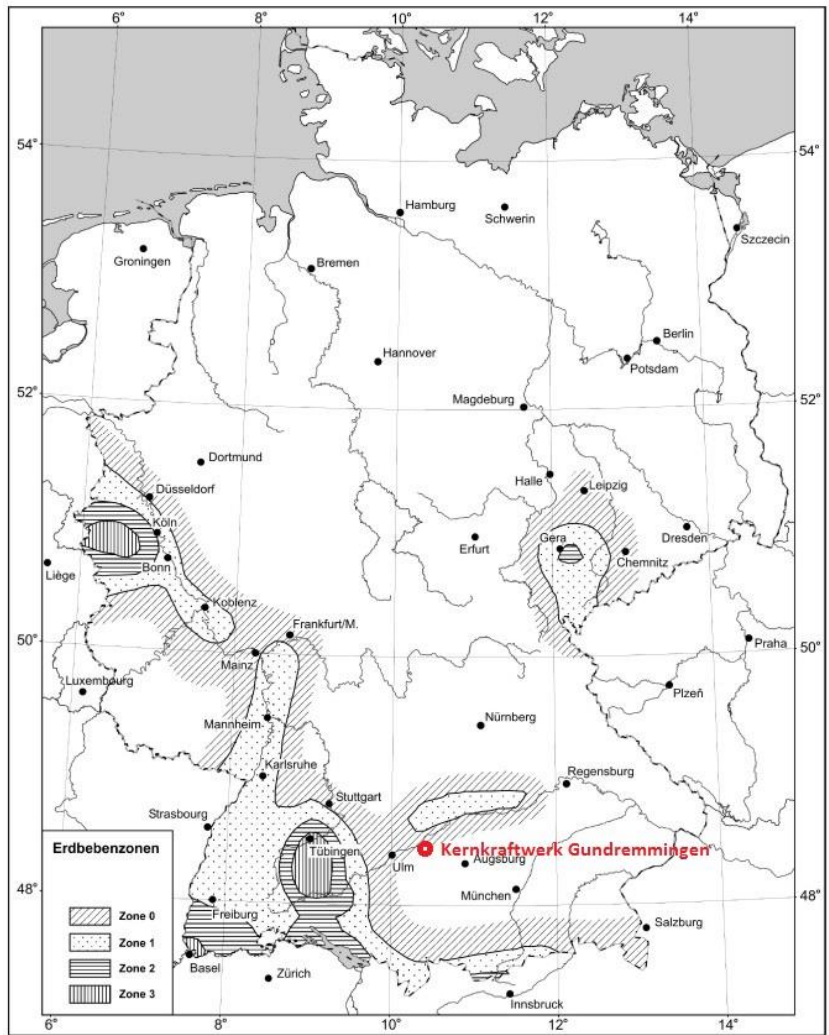 6°
8°
10°
12°
14°
54°
54°
Hamburg
Schwerin
Szczecin
Groningen
Bremen
Berlin
Hannover
Potsdam
52°
52°
Magdeburg
Dortmund
Halle
Leipzig
Düsseldorf
Köln
Erfurt
Gera
Dresden
Bonn
Chemnitz
Liège
Koblenz
Frankfurt/M.
50°
50°
Praha
Mainz
Luxembourg
Plzeň
Mannheim
Nürnberg
Karlsruhe
Regensburg
Stuttgart
Strasbourg
Kernkraftwerk Gundremmingen
Tübingen
Ulm
Augsburg
48°
48°
München
Freiburg
Salzburg
Basel
Zürich
Innsbruck
Erdbebenzonen
Zone 0
Zone 1
Zone 2
Zone 3
6°
8°
10°
12°
14°